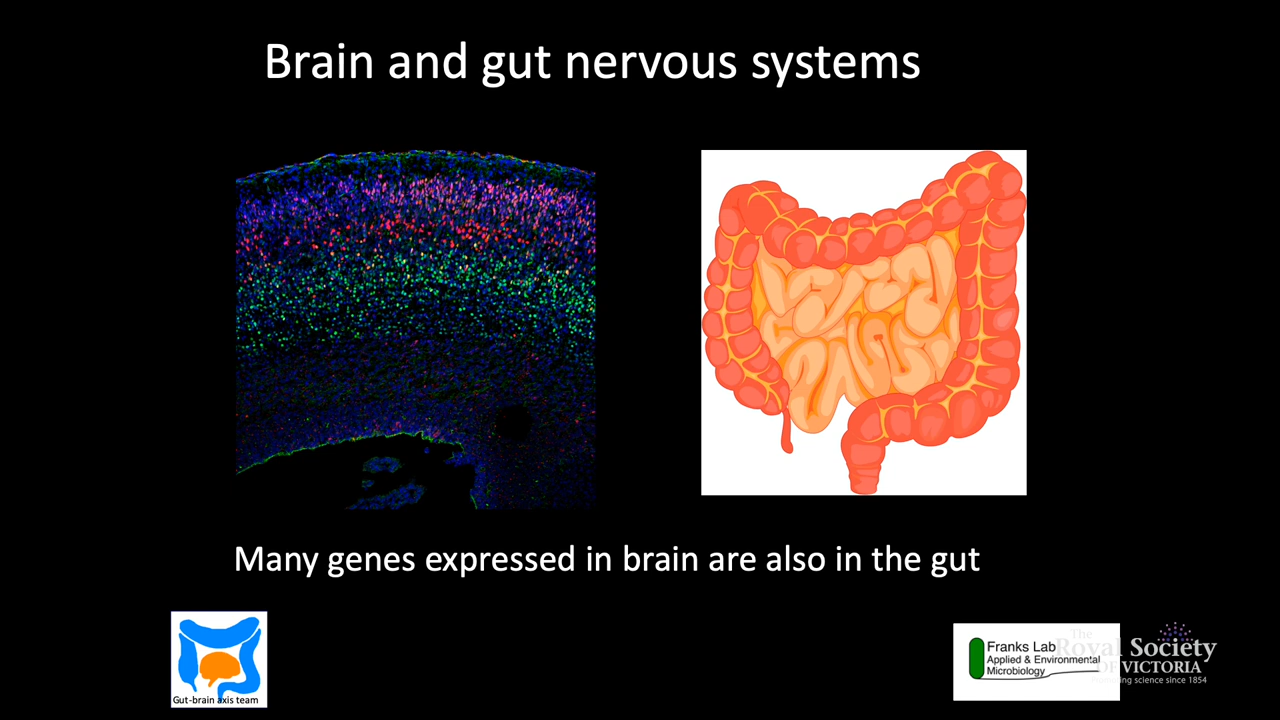 Brain and gut nervous systems
Many genes expressed in brain are also in the gut
Gut-brain axis team
Franks Lab
Applied & Environmental
Microbiology
The
Royal Society
OF VICTORIA
Promoting science since 1854